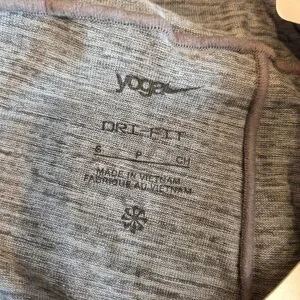 yoga
DRI-FIT
S P CH
MADE IN VIETNAM
FABRIQUÉ AU VIETNAM